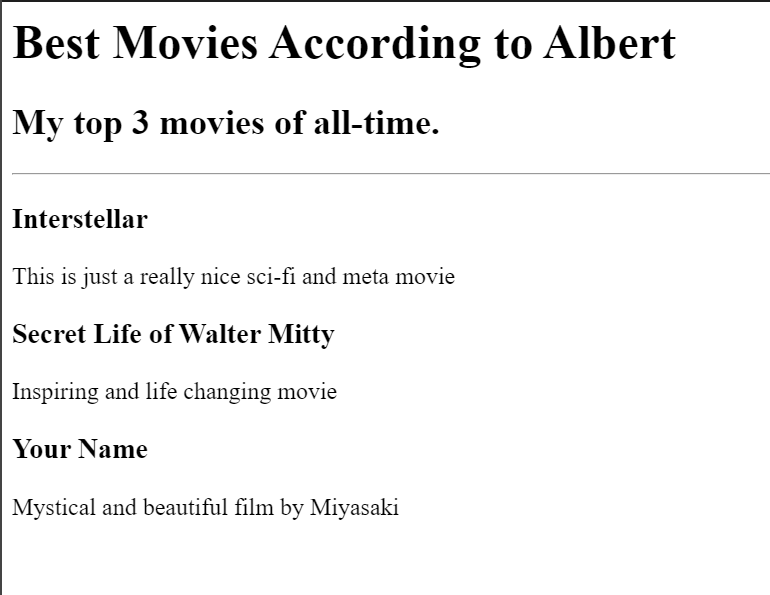 Best Movies According to Albert
My top 3 movies of all-time.
Interstellar
This is just a really nice sci-fi and meta movie
Secret Life of Walter Mitty
Inspiring and life changing movie
Your Name
Mystical and beautiful film by Miyasaki